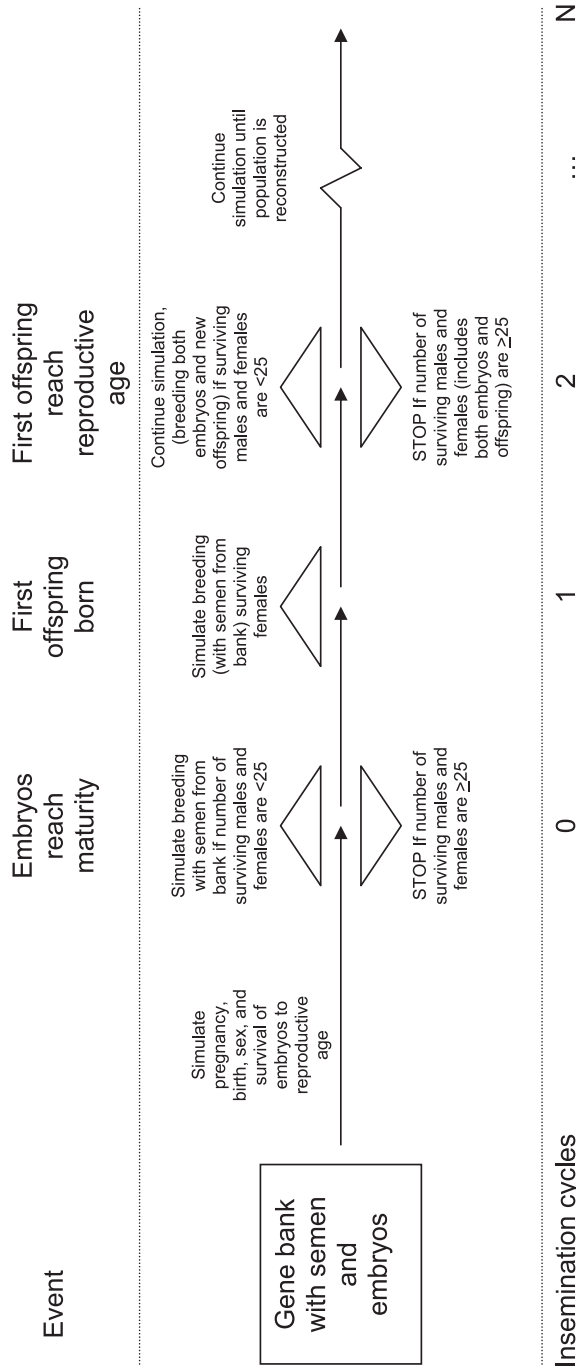 Event
Embryos
reach
maturity
First
offspring
born
First offspring
reach
reproductive
age
Gene bank
with semen
and
embryos
Simulate
pregnancy,
birth, sex, and
survival of
embryos to
reproductive
age
Simulate breeding
with semen from
bank if number of
surviving males and
females are <25
STOP If number of
surviving males and
females are ≥25
Simulate breeding
(with semen from
bank) surviving
females
Continue simulation,
(breeding both
embryos and new
offspring) if surviving
males and females
are <25
STOP If number of
surviving males and
females (includes
both embryos and
offspring) are ≥25
Continue
simulation until
population is
reconstructed
Insemination cycles
0
1
2
...
N